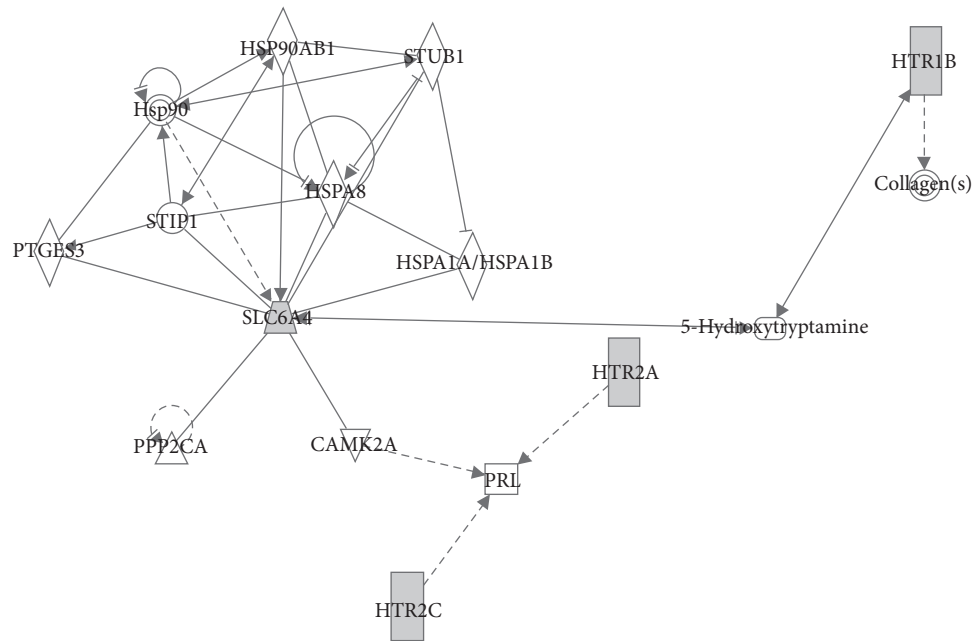 HSP90AB1
STUB1
HTR1B
Hsp90
HSPA8
Collagen(s)
STIP1
PTGES3
HSPA1A/HSPA1B
SLC6A4
5-Hydroxytryptamine
HTR2A
PPP2CA
CAMK2A
PRL
HTR2C